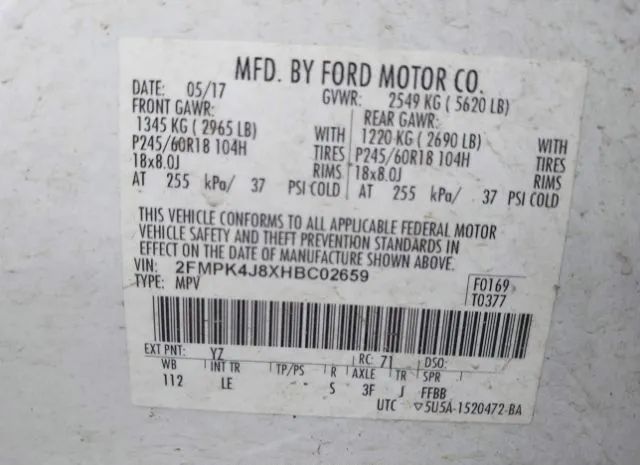 MFD. BY FORD MOTOR CO.
DATE: 05/17 GVWR: 2549 KG ( 5620 LB)
FRONT GAWR: REAR GAWR:
1345 KG ( 2965 LB) WITH 1220 KG ( 2690 LB) WITH
P245/60R18 104H TIRES P245/60R18 104H TIRES
18x8.0J RIMS 18x8.0J RIMS
AT 255 kPa/ 37 PSI COLD AT 255 kPa/ 37 PSI COLD
THIS VEHICLE CONFORMS TO ALL APPLICABLE FEDERAL MOTOR
VEHICLE SAFETY AND THEFT PREVENTION STANDARDS IN
EFFECT ON THE DATE OF MANUFACTURE SHOWN ABOVE.
VIN: 2FMPK4J8XHBC02659
TYPE: MPV
F0169
T0377
EXT PNT: YZ RC: 71 DSO:
WB INT TR TP/PS R AXLE TR SPR
112 LE S 3F J FFBB
UTC ▽5U5A-1520472-BA